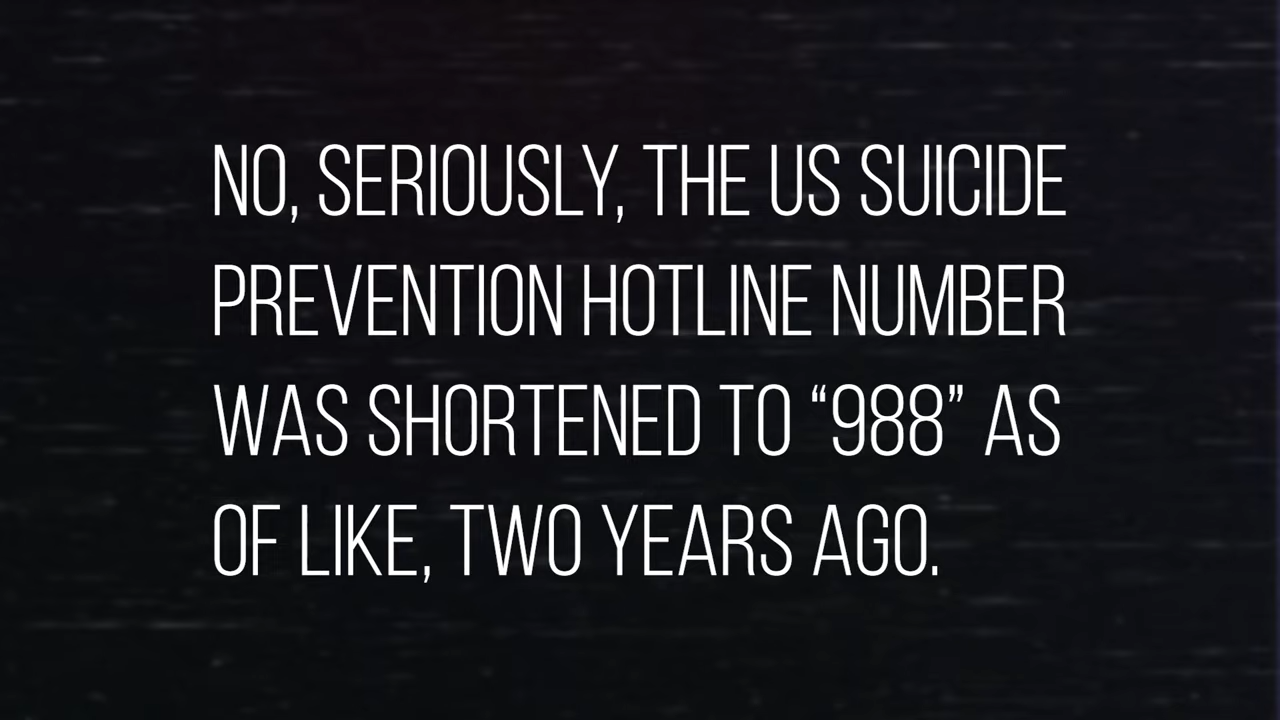 NO, SERIOUSLY, THE US SUICIDE
PREVENTION HOTLINE NUMBER
WAS SHORTENED TO “988” AS
OF LIKE, TWO YEARS AGO.